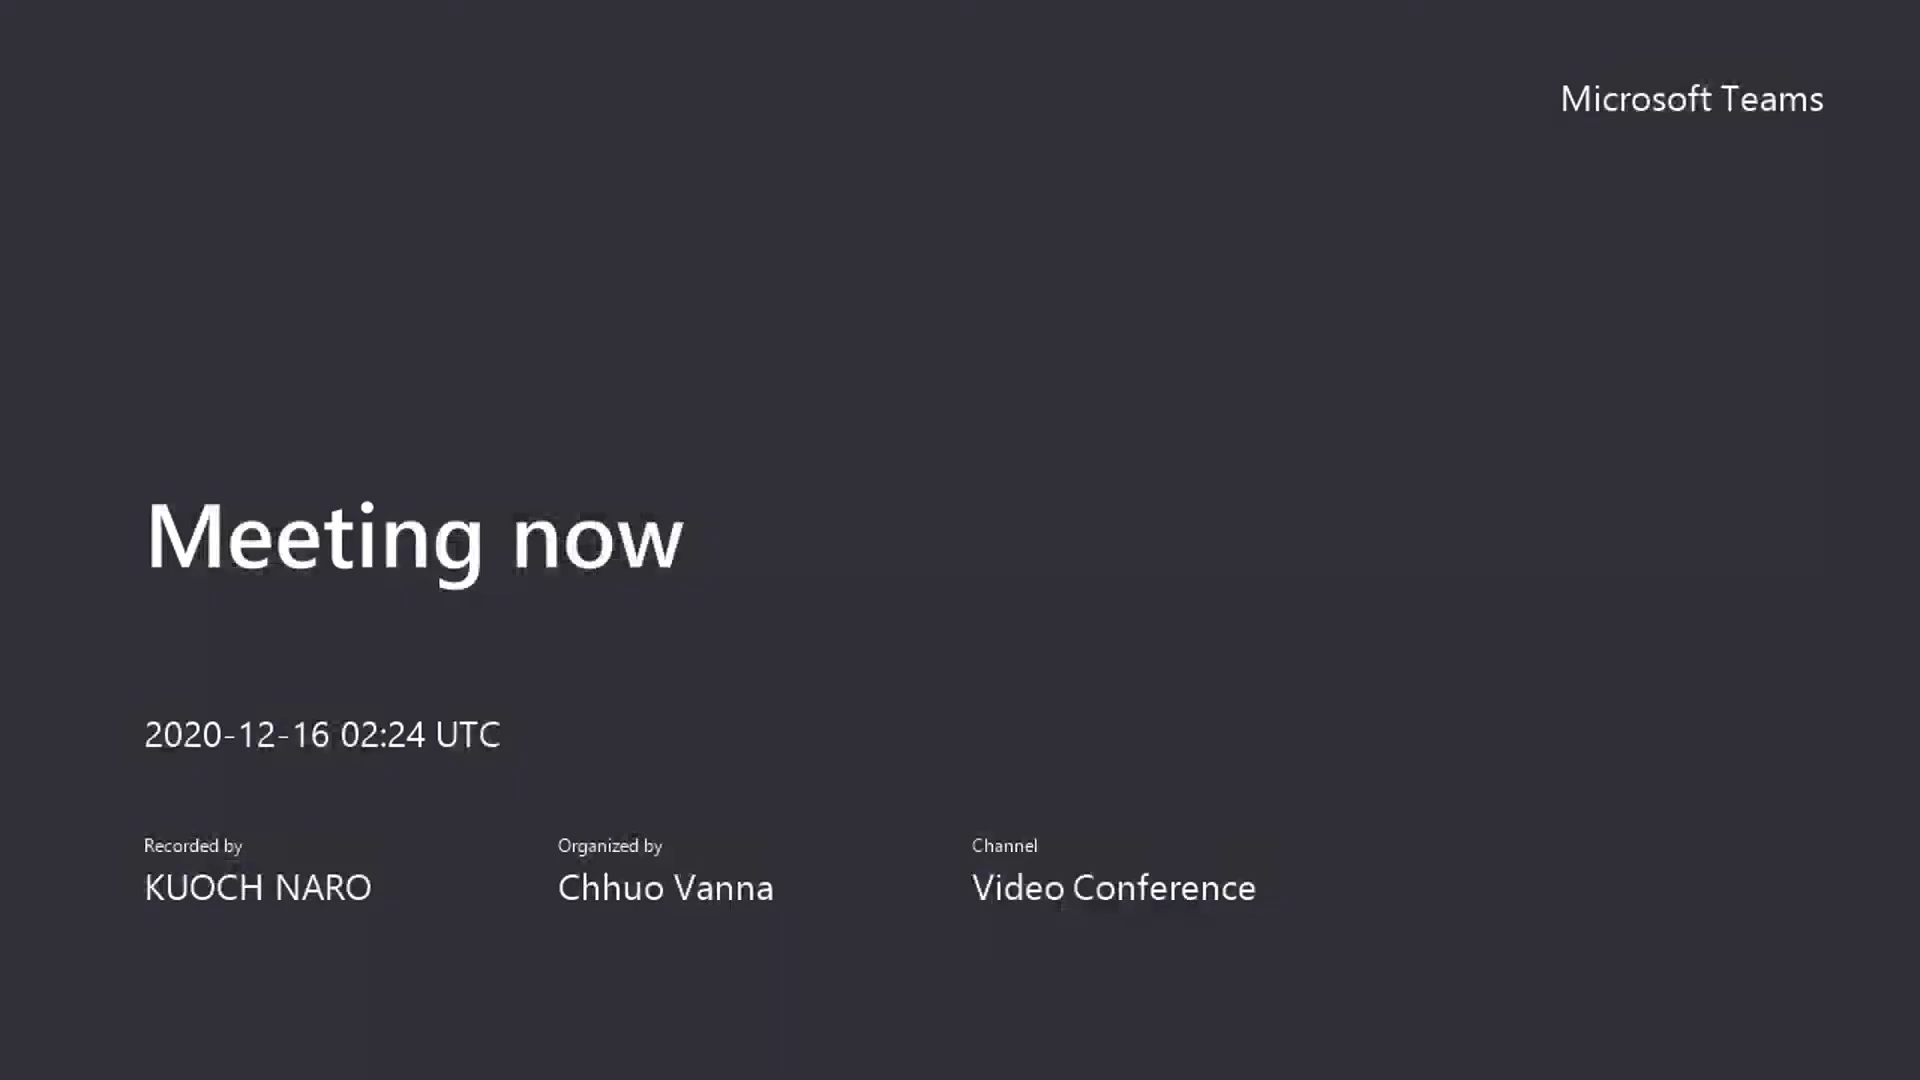 Microsoft Teams
Meeting now
2020-12-16 02:24 UTC
Recorded by
KUOCH NARO
Organized by
Chhuo Vanna
Channel
Video Conference